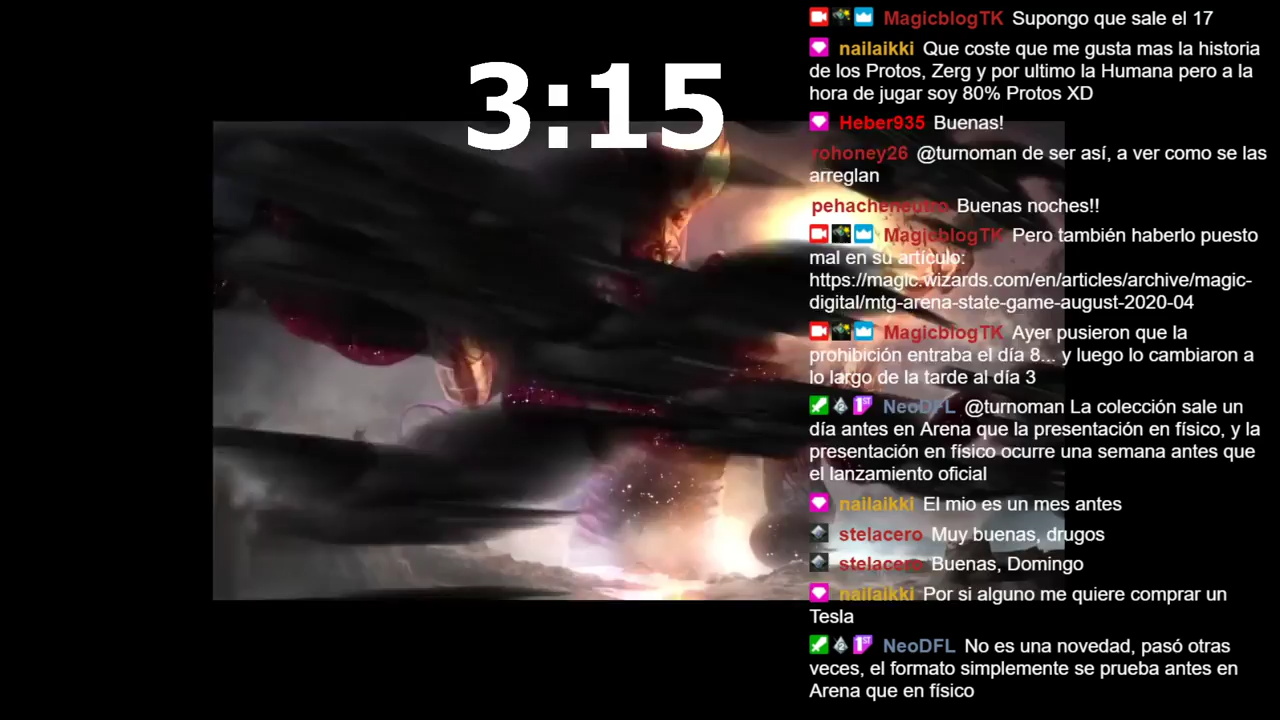 3:15
MagicblogTK Supongo que sale el 17
nailaikki Que coste que me gusta mas la historia
de los Protos, Zerg y por ultimo la Humana pero a la
hora de jugar soy 80% Protos XD
Heber935 Buenas!
rohoney26 @turnoman de ser así, a ver como se las
arreglan
pehacheneutro Buenas noches!!
MagicblogTK Pero también haberlo puesto
mal en su artículo:
https://magic.wizards.com/en/articles/archive/magic-
digital/mtg-arena-state-game-august-2020-04
MagicblogTK Ayer pusieron que la
prohibición entraba el día 8... y luego lo cambiaron a
lo largo de la tarde al día 3
NeoDFL @turnoman La colección sale un
día antes en Arena que la presentación en físico, y la
presentación en físico ocurre una semana antes que
el lanzamiento oficial
nailaikki El mio es un mes antes
stelacero Muy buenas, drugos
stelacero Buenas, Domingo
nailaikki Por si alguno me quiere comprar un
Tesla
NeoDFL No es una novedad, pasó otras
veces, el formato simplemente se prueba antes en
Arena que en físico